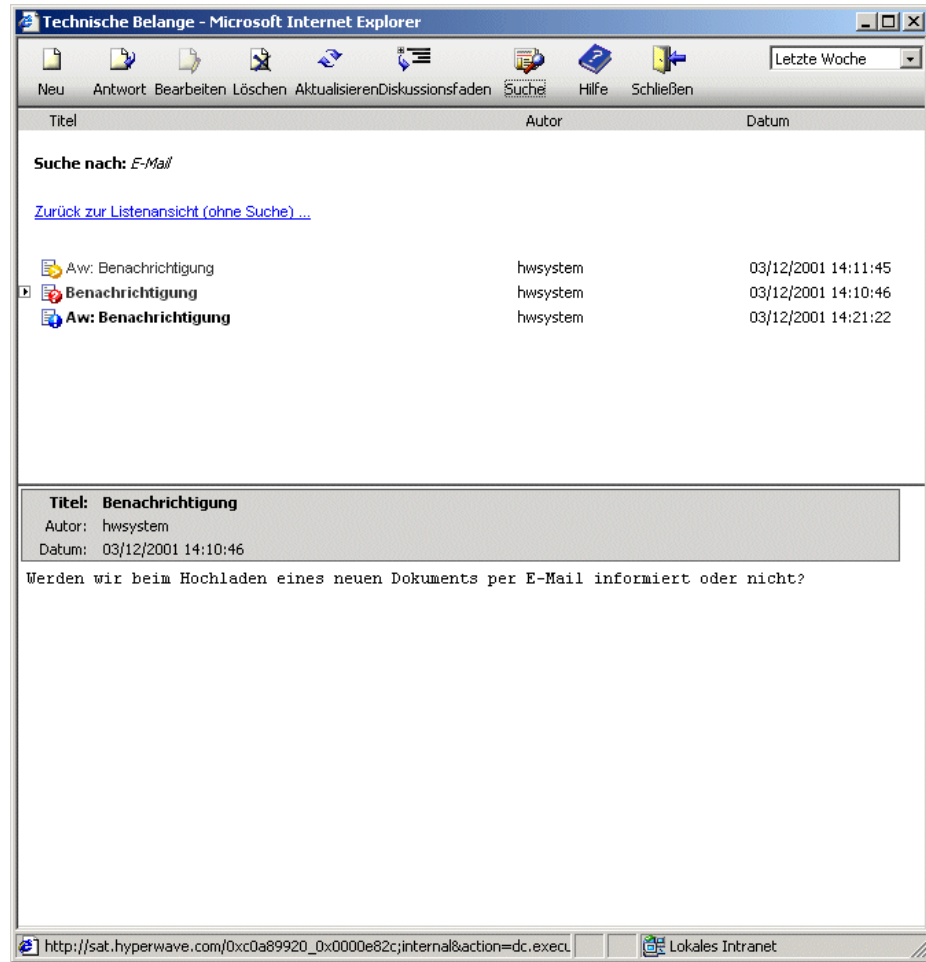 Technische Belange - Microsoft Internet Explorer
Neu Antwort Bearbeiten Löschen Aktualisieren Diskussionsfaden Suche Hilfe Schließen Letzte Woche
Titel Autor Datum
Suche nach: E-Mail
Zurück zur Listenansicht (ohne Suche) ...
Aw: Benachrichtigung hwsystem 03/12/2001 14:11:45
Benachrichtigung hwsystem 03/12/2001 14:10:46
Aw: Benachrichtigung hwsystem 03/12/2001 14:21:22
Titel: Benachrichtigung
Autor: hwsystem
Datum: 03/12/2001 14:10:46
Werden wir beim Hochladen eines neuen Dokuments per E-Mail informiert oder nicht?
http://sat.hyperwave.com/0xc0a89920_0x0000e82c;internal&action=dc.execu Lokales Intranet